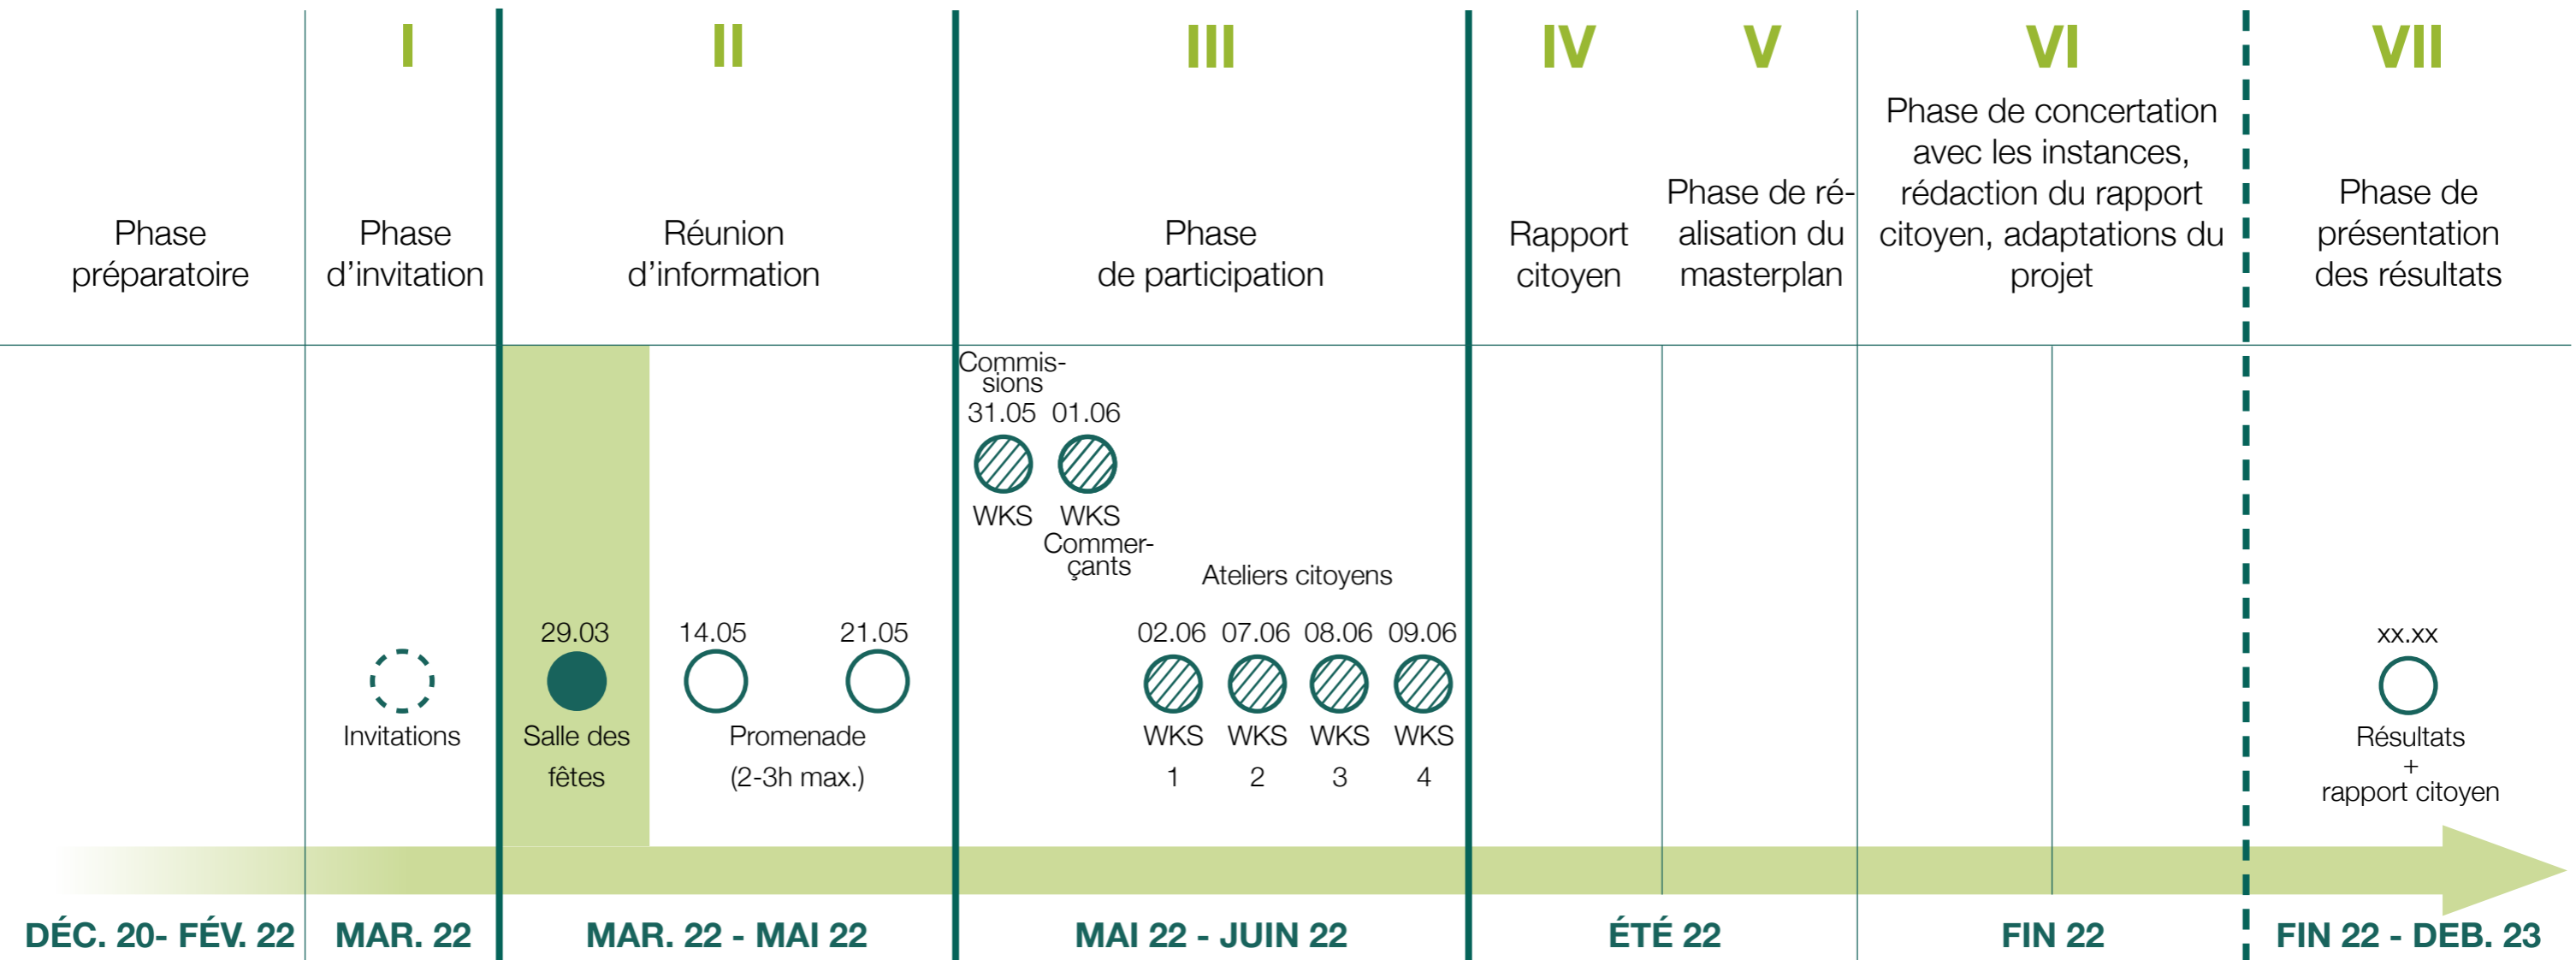 I
II
III
IV
V
VI
VII
Phase
préparatoire
Phase
d’invitation
Réunion
d’information
Phase
de participation
Rapport
citoyen
Phase de ré-
alisation du
masterplan
Phase de concertation
avec les instances,
rédaction du rapport
citoyen, adaptations du
projet
Phase de
présentation
des résultats
Invitations
29.03
Salle des
fêtes
14.05
21.05
Promenade
(2-3h max.)
Commis-
sions
31.05
WKS
01.06
WKS
Commer-
çants
Ateliers citoyens
02.06
07.06
08.06
09.06
WKS
1
WKS
2
WKS
3
WKS
4
xx.xx
Résultats
+
rapport citoyen
DÉC. 20- FÉV. 22
MAR. 22
MAR. 22 - MAI 22
MAI 22 - JUIN 22
ÉTÉ 22
FIN 22
FIN 22 - DEB. 23